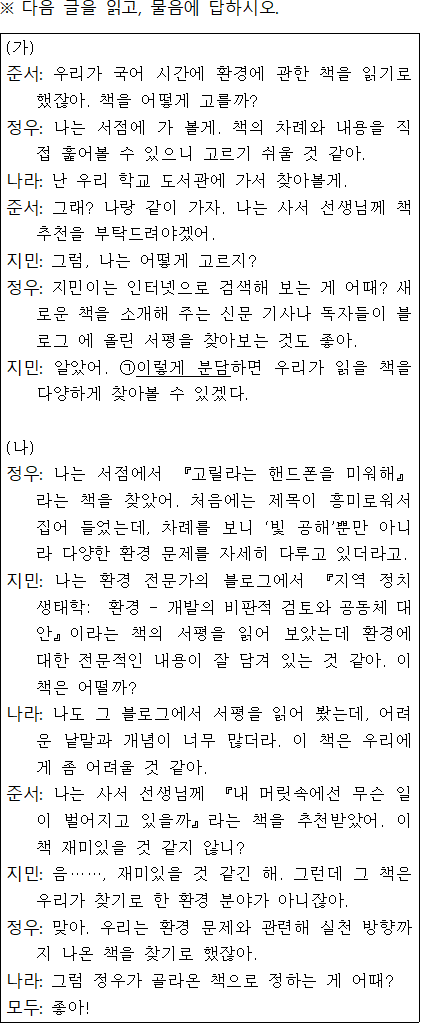 ※ 다음 글을 읽고, 물음에 답하시오.
(가)
준서: 우리가 국어 시간에 환경에 관한 책을 읽기로
했잖아. 책을 어떻게 고를까?
정우: 나는 서점에 가 볼게. 책의 차례와 내용을 직
접 훑어볼 수 있으니 고르기 쉬울 것 같아.
나라: 난 우리 학교 도서관에 가서 찾아볼게.
준서: 그래? 나랑 같이 가자. 나는 사서 선생님께 책
추천을 부탁드려야겠어.
지민: 그럼, 나는 어떻게 고르지?
정우: 지민이는 인터넷으로 검색해 보는 게 어때? 새
로운 책을 소개해 주는 신문 기사나 독자들이 블
로그 에 올린 서평을 찾아보는 것도 좋아.
지민: 알았어. ㉠이렇게 분담하면 우리가 읽을 책을
다양하게 찾아볼 수 있겠다.
(나)
정우: 나는 서점에서 『고릴라는 핸드폰을 미워해』
라는 책을 찾았어. 처음에는 제목이 흥미로워서
집어 들었는데, 차례를 보니 ‘빛 공해’뿐만 아니
라 다양한 환경 문제를 자세히 다루고 있더라고.
지민: 나는 환경 전문가의 블로그에서 『지역 정치
생태학: 환경 - 개발의 비판적 검토와 공동체 대
안』이라는 책의 서평을 읽어 보았는데 환경에
대한 전문적인 내용이 잘 담겨 있는 것 같아. 이
책은 어떨까?
나라: 나도 그 블로그에서 서평을 읽어 봤는데, 어려
운 낱말과 개념이 너무 많더라. 이 책은 우리에
게 좀 어려울 것 같아.
준서: 나는 사서 선생님께 『내 머릿속에선 무슨 일
이 벌어지고 있을까』라는 책을 추천받았어. 이
책 재미있을 것 같지 않니?
지민: 음……, 재미있을 것 같긴 해. 그런데 그 책은
우리가 찾기로 한 환경 분야가 아니잖아.
정우: 맞아. 우리는 환경 문제와 관련해 실천 방향까
지 나온 책을 찾기로 했잖아.
나라: 그럼 정우가 골라온 책으로 정하는 게 어때?
모두: 좋아!